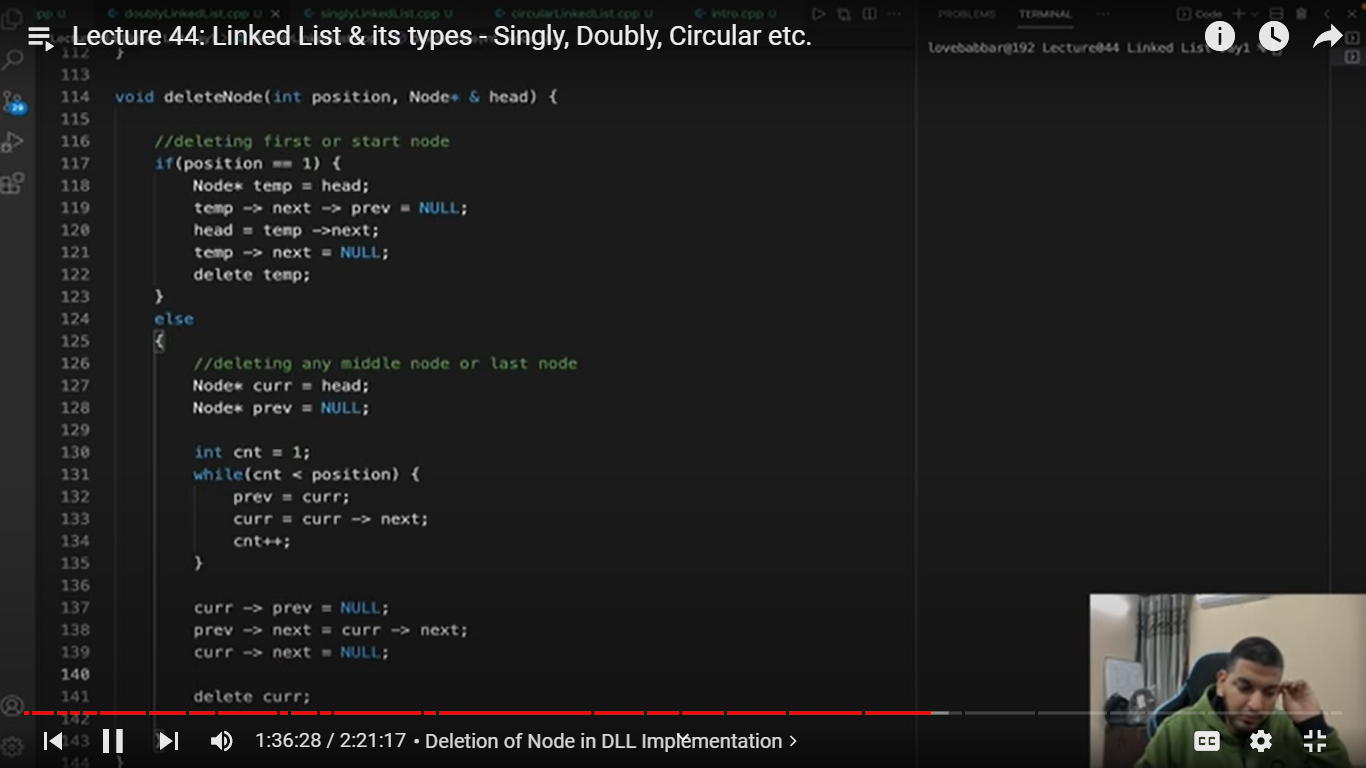 doublyLinkedList.cpp U
singlyLinkedList.cpp U
circularLinkedList.cpp U
intro.cpp U
PROBLEMS
TERMINAL
Code
Lecture 44: Linked List & its types - Singly, Doubly, Circular etc.
lovebabbar@192 Lecture044 Linked List
112 }
113
114 void deleteNode(int position, Node* & head) {
115
116 //deleting first or start node
117 if(position == 1) {
118 Node* temp = head;
119 temp -> next -> prev = NULL;
120 head = temp ->next;
121 temp -> next = NULL;
122 delete temp;
123 }
124 else
125 {
126 //deleting any middle node or last node
127 Node* curr = head;
128 Node* prev = NULL;
129
130 int cnt = 1;
131 while(cnt < position) {
132 prev = curr;
133 curr = curr -> next;
134 cnt++;
135 }
136
137 curr -> prev = NULL;
138 prev -> next = curr -> next;
139 curr -> next = NULL;
140
141 delete curr;
142
143
144 }
29
1:36:28 / 2:21:17 • Deletion of Node in DLL Implementation >
CC